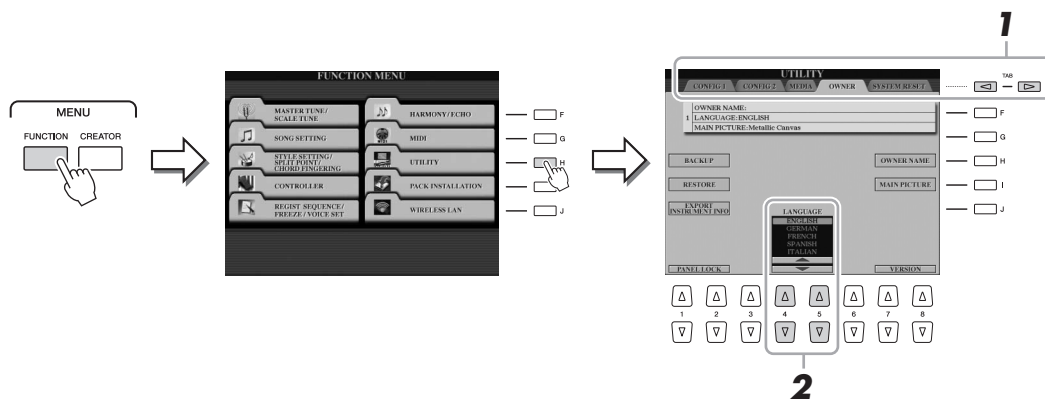 MENU
FUNCTION CREATOR
FUNCTION MENU
MASTER TUNE/
SCALE TUNE
SONG SETTING
STYLE SETTING/
SPLIT POINT/
CHORD FINGERING
CONTROLLER
REGIST SEQUENCE/
FREEZE / VOICE SET
HARMONY/ECHO
MIDI
UTILITY
PACK INSTALLATION
WIRELESS LAN
F
G
H
J
1
UTILITY
CONFIG 1 CONFIG 2 MEDIA OWNER SYSTEM RESET
TAB
OWNER NAME:
1 LANGUAGE:ENGLISH
MAIN PICTURE:Metallic Canvas
BACKUP
RESTORE
EXPORT
INSTRUMENT INFO
PANEL LOCK
LANGUAGE
ENGLISH
GERMAN
FRENCH
SPANISH
ITALIAN
OWNER NAME
MAIN PICTURE
VERSION
F
G
H
I
J
1 2 3 4 5 6 7 8
2